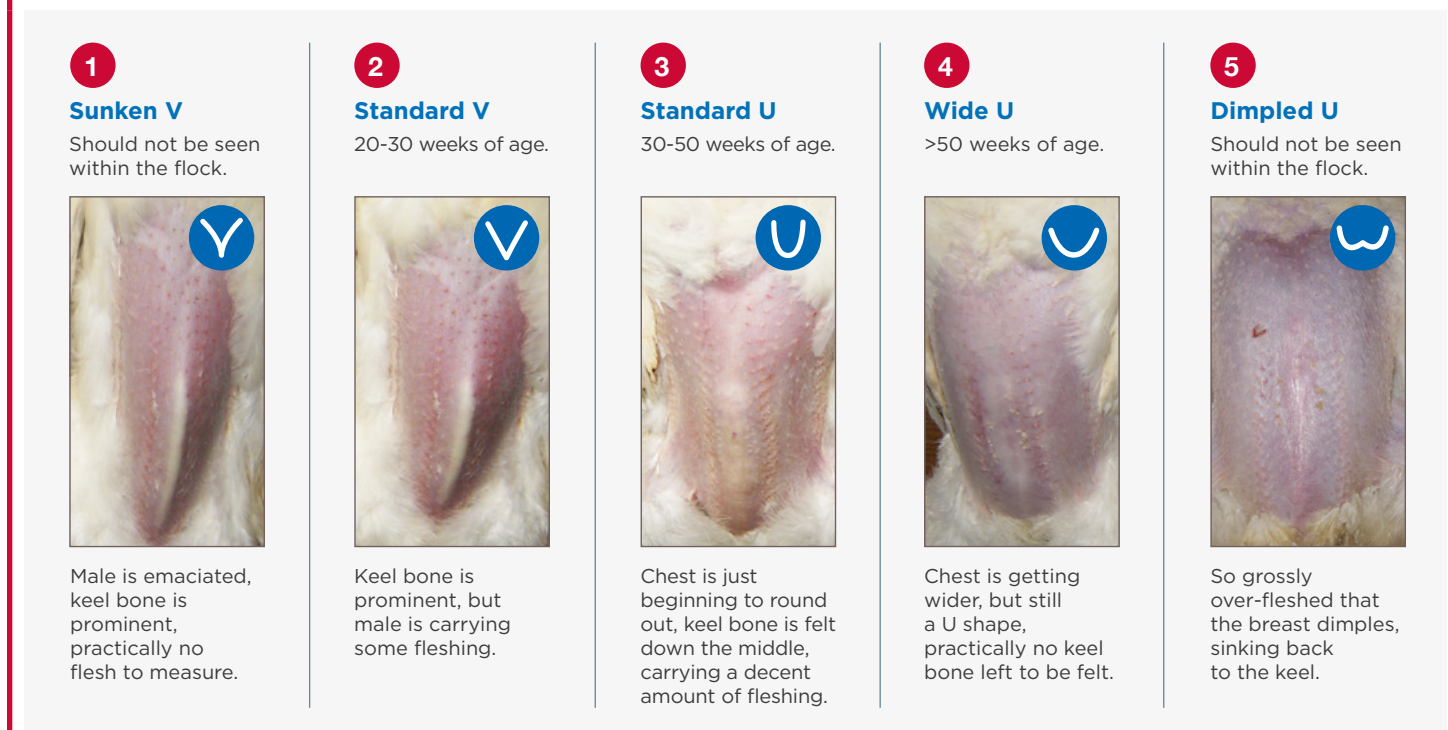 1
Sunken V
Should not be seen
within the flock.
Male is emaciated,
keel bone is
prominent,
practically no
flesh to measure.
2
Standard V
20-30 weeks of age.
Keel bone is
prominent, but
male is carrying
some fleshing.
3
Standard U
30-50 weeks of age.
Chest is just
beginning to round
out, keel bone is felt
down the middle,
carrying a decent
amount of fleshing.
4
Wide U
>50 weeks of age.
Chest is getting
wider, but still
a U shape,
practically no keel
bone left to be felt.
5
Dimpled U
Should not be seen
within the flock.
So grossly
over-fleshed that
the breast dimples,
sinking back
to the keel.